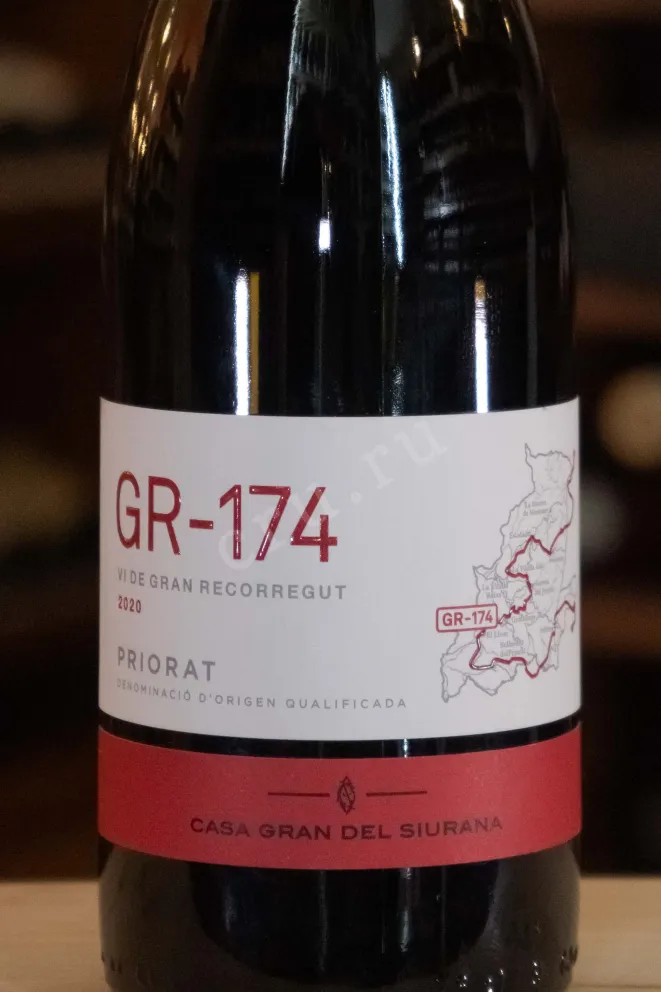 GR-174
VI DE GRAN RECORREGUT
2020
GR-174
PRIORAT
DENOMINACIÓ D'ORIGEN QUALIFICADA
CASA GRAN DEL SIURANA